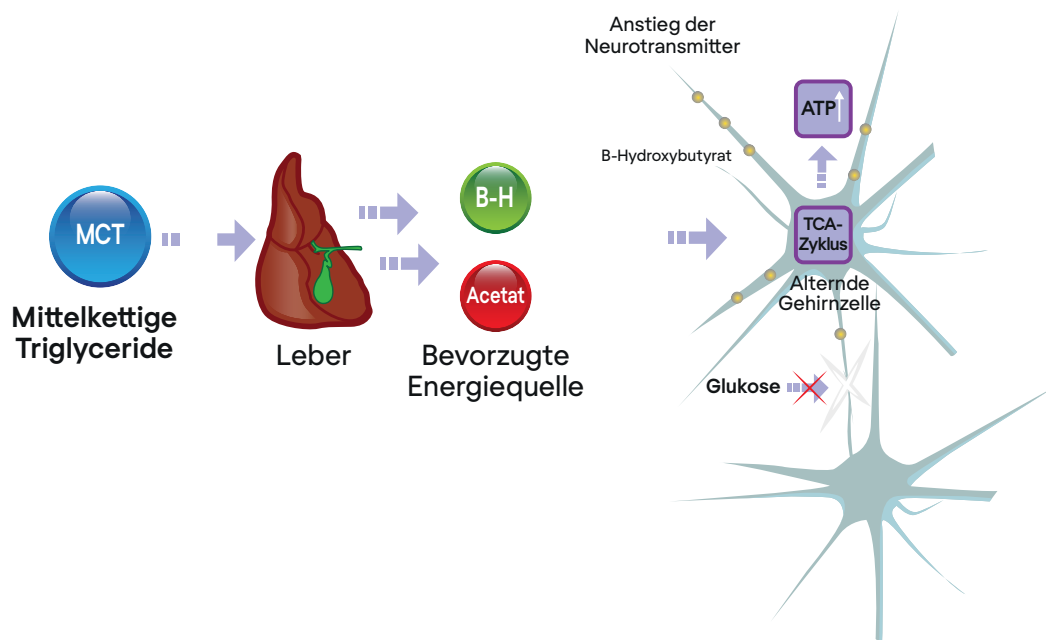 MCT
Mittelkettige
Triglyceride
Leber
B-H
Acetat
Bevorzugte
Energiequelle
Anstieg der
Neurotransmitter
ATP
B-Hydroxybutyrat
TCA-
Zyklus
Alternde
Gehirnzelle
Glukose